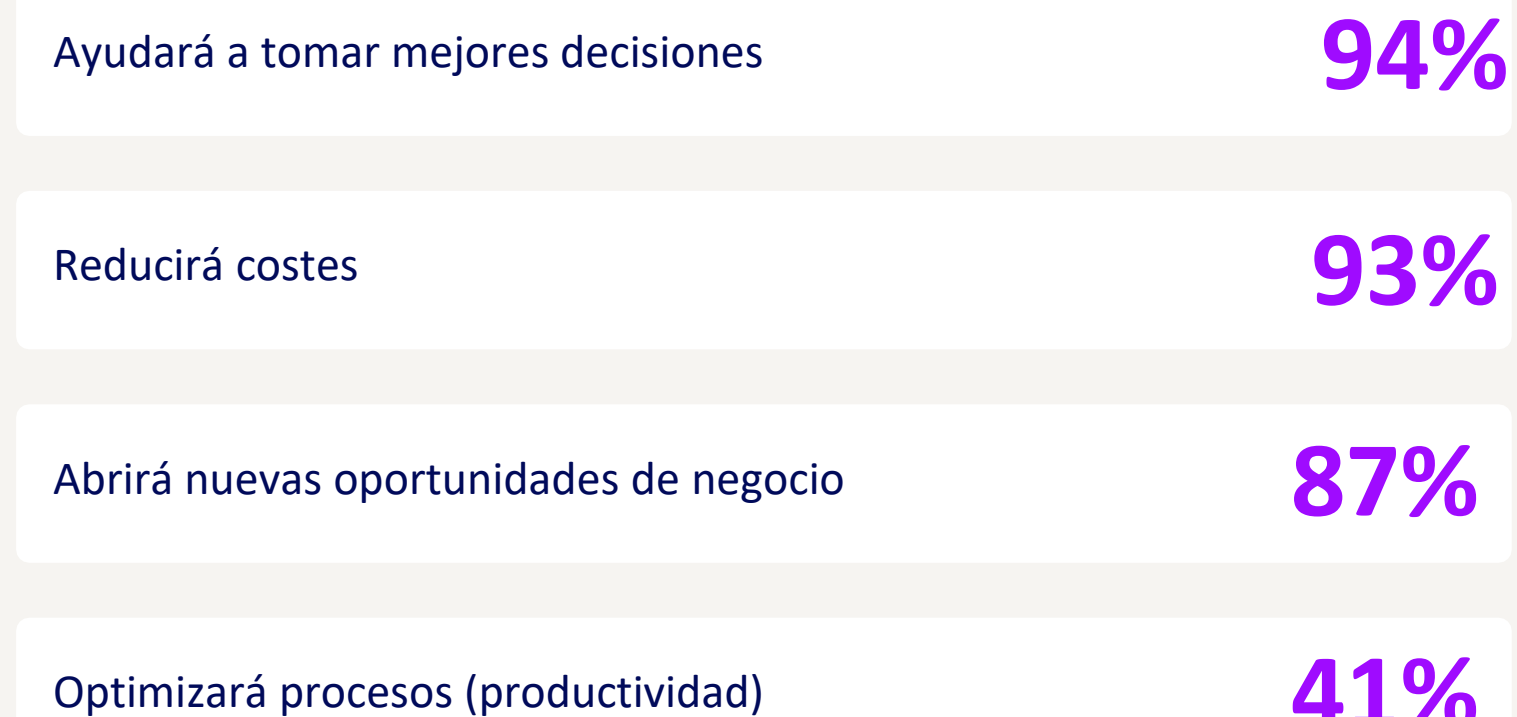 Ayudará a tomar mejores decisiones 94%
Reducirá costes 93%
Abrirá nuevas oportunidades de negocio 87%
Optimizará procesos (productividad) 41%